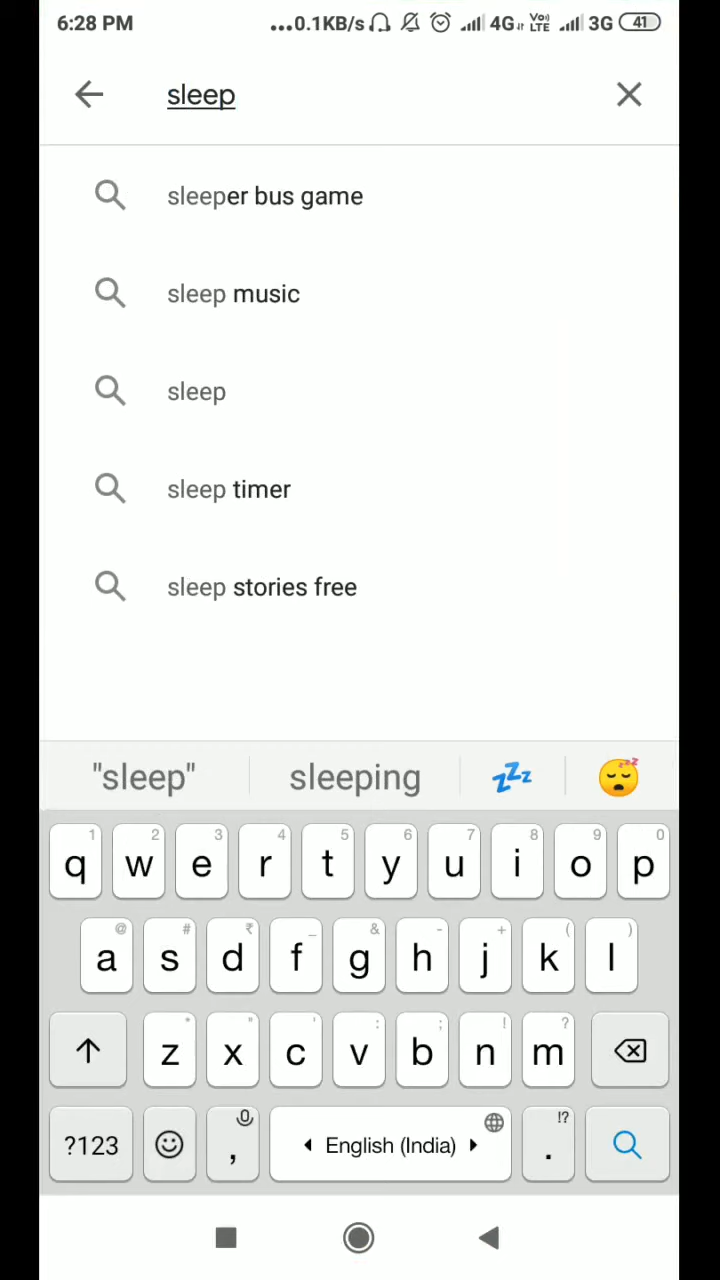 6:28 PM ...0.1KB/s 4G Vo) LTE 3G 41
sleep
sleeper bus game
sleep music
sleep
sleep timer
sleep stories free
"sleep" sleeping zzz
1 2 3 4 5 6 7 8 9 0
q w e r t y u i o p
@ # ₹ _ & - + ( )
a s d f g h j k l
* " ' : ; ! ?
z x c v b n m
!?
?123 , English (India) .